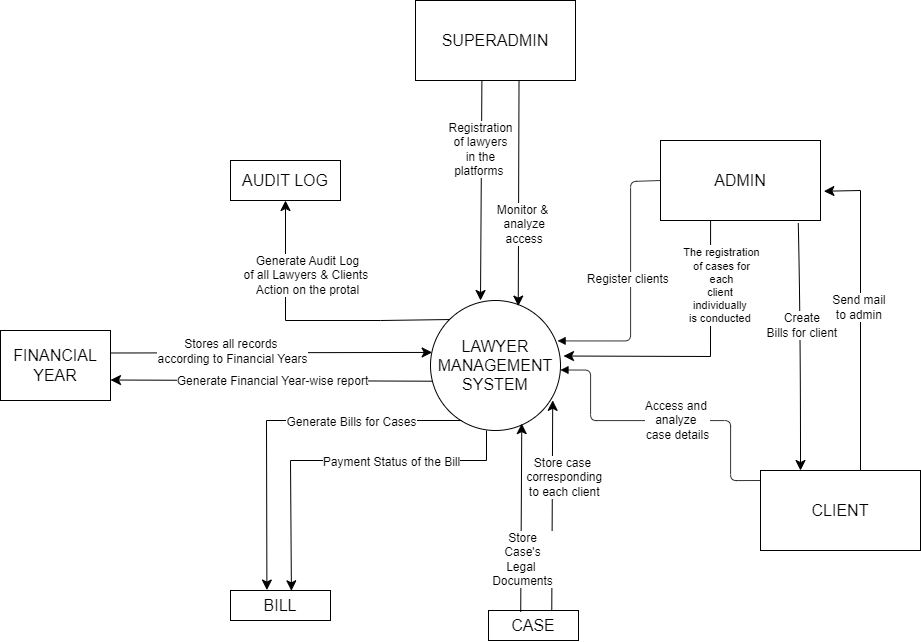 SUPERADMIN
Registration
of lawyers
in the
platforms
Monitor &
analyze
access
AUDIT LOG
Generate Audit Log
of all Lawyers & Clients
Action on the protal
ADMIN
Register clients
The registration
of cases for
each
client
individually
is conducted
Create
Bills for client
Send mail
to admin
FINANCIAL
YEAR
Stores all records
according to Financial Years
Generate Financial Year-wise report
LAWYER
MANAGEMENT
SYSTEM
Generate Bills for Cases
Payment Status of the Bill
Access and
analyze
case details
Store case
corresponding
to each client
Store
Case's
Legal
Documents
CLIENT
BILL
CASE